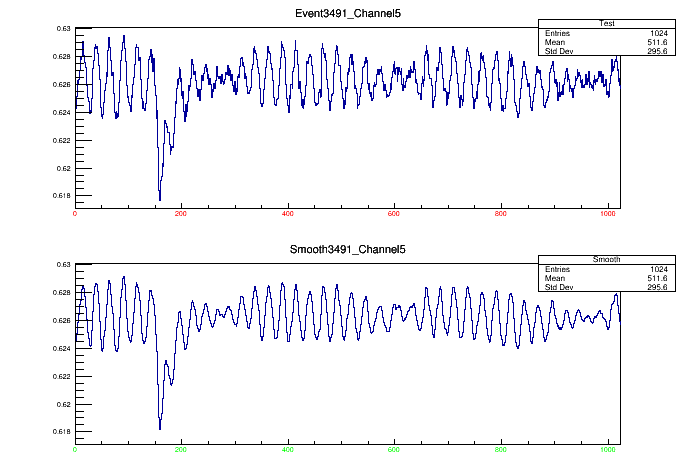 Event3491_Channel5
Test
Entries 1024
Mean 511.6
Std Dev 295.6
0.63
0.628
0.626
0.624
0.622
0.62
0.618
0 200 400 600 800 1000
Smooth3491_Channel5
Smooth
Entries 1024
Mean 511.6
Std Dev 295.6
0.63
0.628
0.626
0.624
0.622
0.62
0.618
0 200 400 600 800 1000